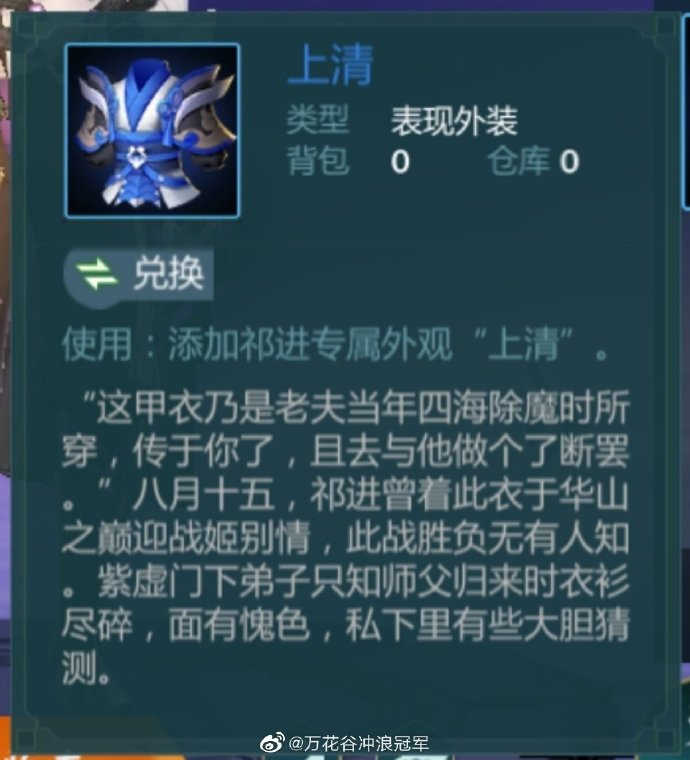 上清
类型 表现外装
背包 0 仓库 0
兑换
使用：添加祁进专属外观“上清”。
“这甲衣乃是老夫当年四海除魔时所
穿，传于你了，且去与他做个了断罢
。”八月十五，祁进曾着此衣于华山
之巅迎战姬别情，此战胜负无有人知
。紫虚门下弟子只知师父归来时衣衫
尽碎，面有愧色，私下里有些大胆猜
测。
@万花谷冲浪冠军